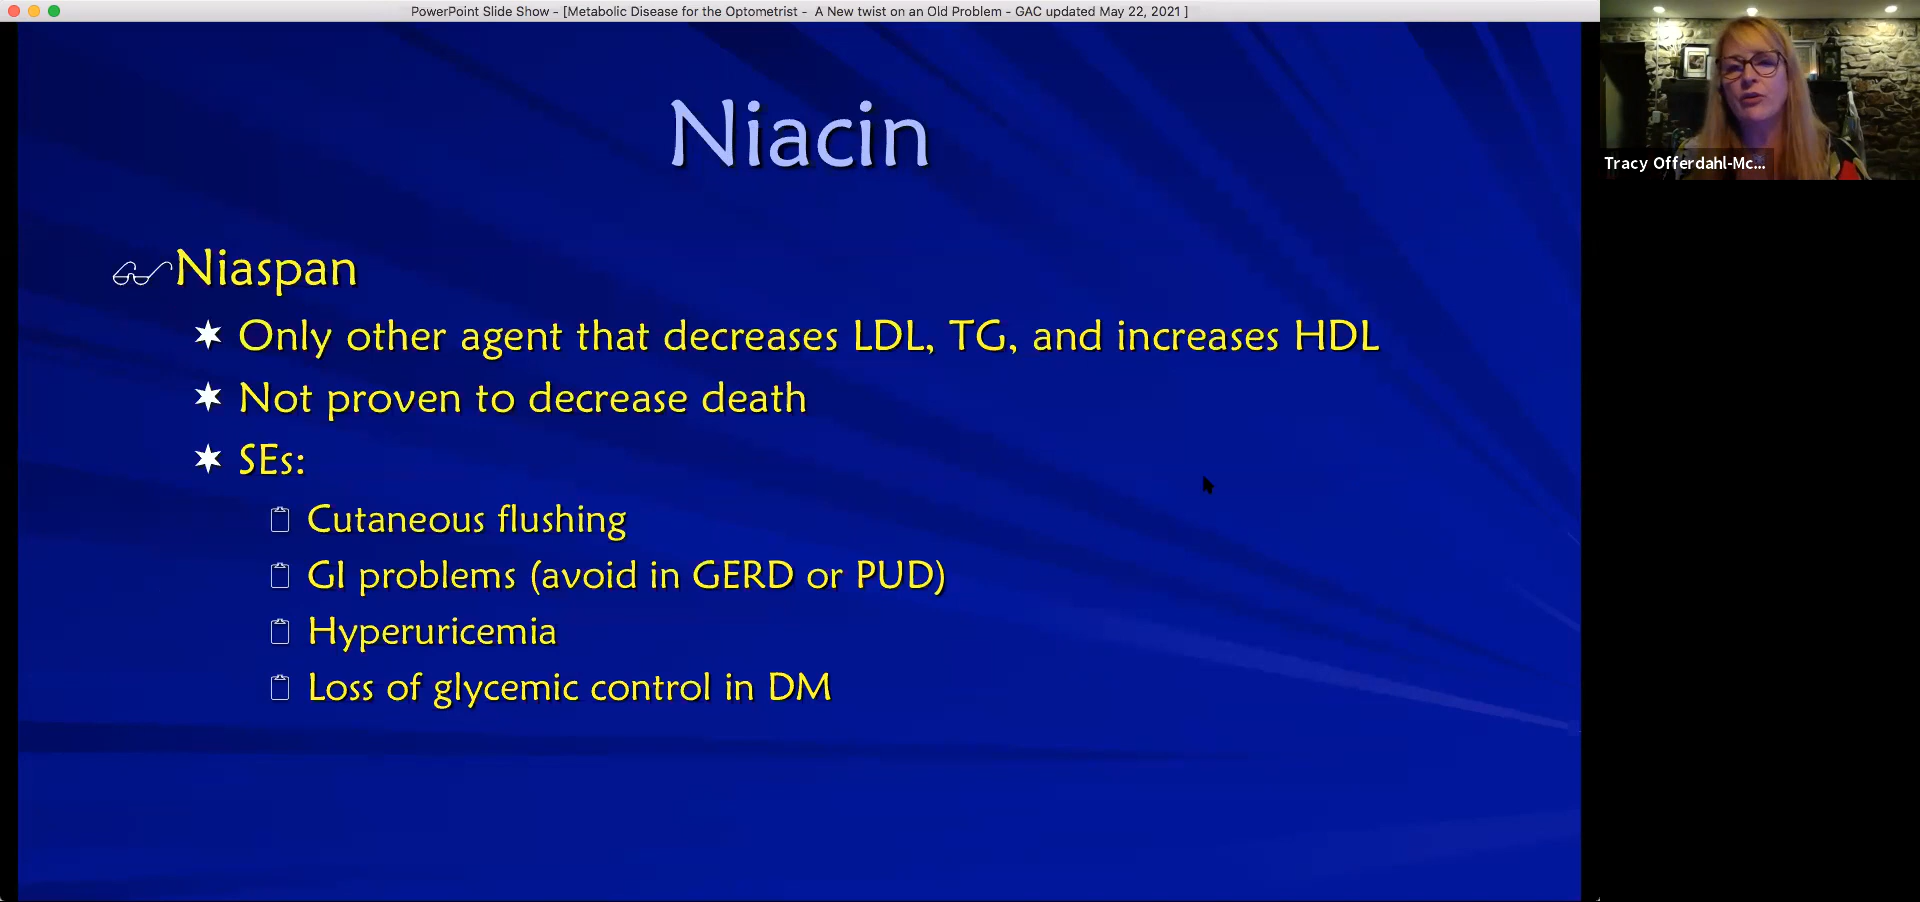 PowerPoint Slide Show - [Metabolic Disease for the Optometrist - A New twist on an Old Problem - GAC updated May 22, 2021 ]
Niacin
Niaspan
Only other agent that decreases LDL, TG, and increases HDL
Not proven to decrease death
SEs:
Cutaneous flushing
GI problems (avoid in GERD or PUD)
Hyperuricemia
Loss of glycemic control in DM
Tracy Offerdahl-Mc...